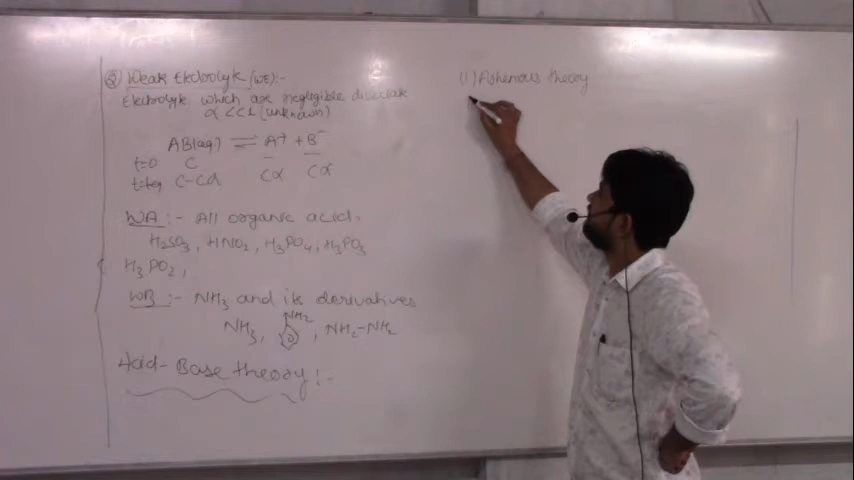 ② Weak Electrolyte (WE):-
Electrolyte which are negligible dissociate
α <<1 (unknown)
AB(aq) ⇌ A+ + B-
t=0 C - -
t=teq C-Cα Cα Cα
WA :- All organic acid,
H2SO3, HNO2, H3PO4, H3PO3
H3PO2,
WB :- NH3 and its derivatives
NH2
NH3, , NH2-NH2
Acid-Base theory :-
(1) Arhenous theory